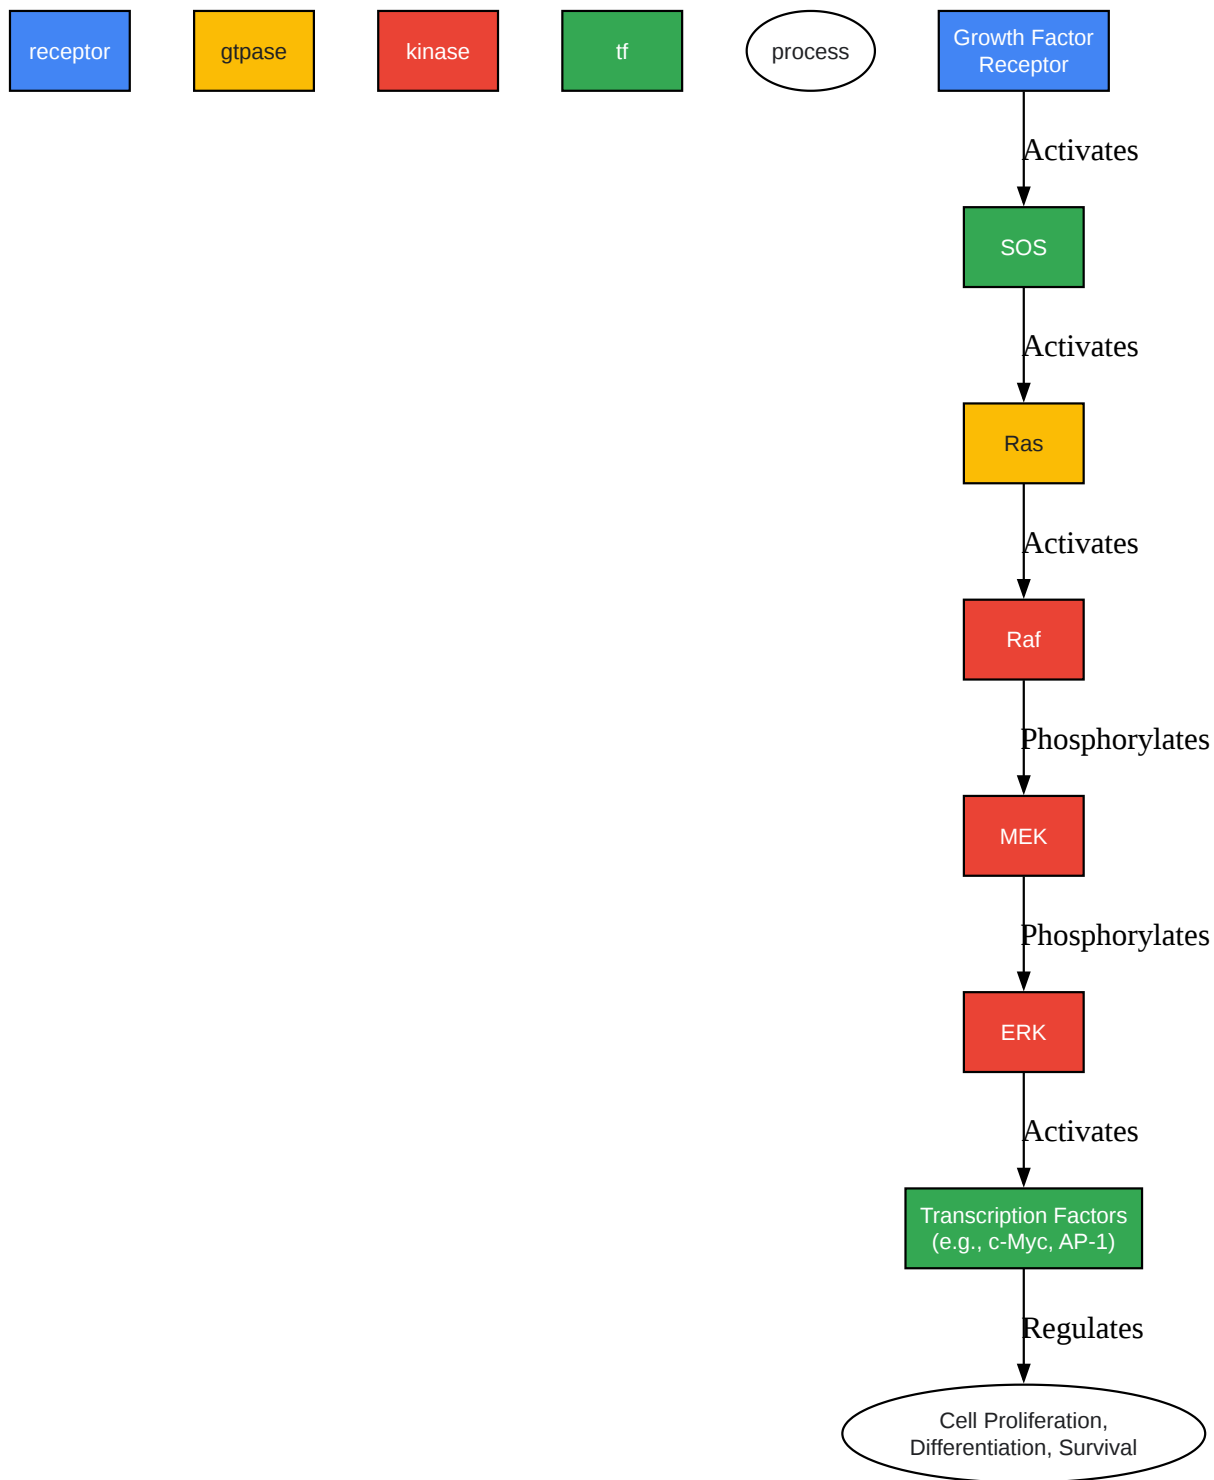 receptor
gtpase
kinase
tf
process
Growth Factor
Receptor
Activates
SOS
Activates
Ras
Activates
Raf
Phosphorylates
MEK
Phosphorylates
ERK
Activates
Transcription Factors
(e.g., c-Myc, AP-1)
Regulates
Cell Proliferation,
Differentiation, Survival